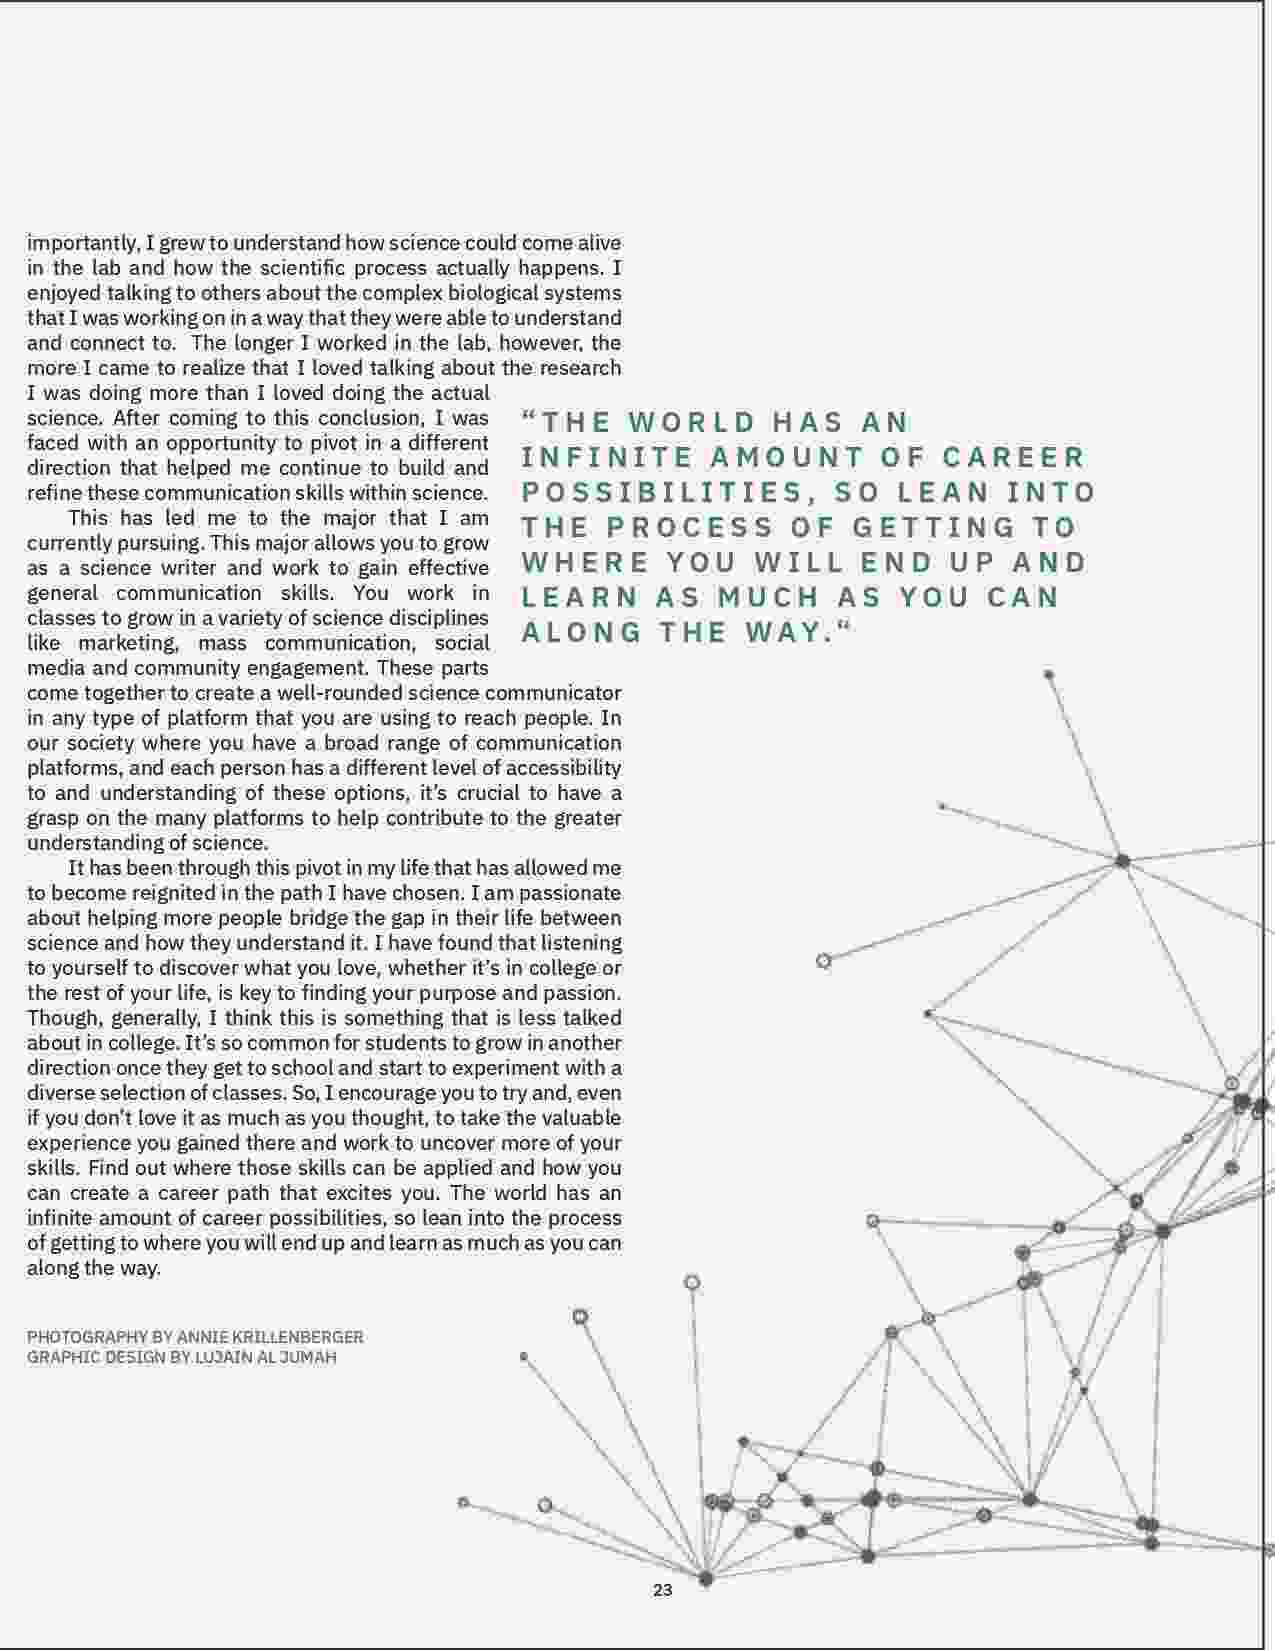 importantly, I grew to understand how science could come alive
in the lab and how the scientific process actually happens. I
enjoyed talking to others about the complex biological systems
that I was working on in a way that they were able to understand
and connect to.  The longer I worked in the lab, however, the
more I came to realize that I loved talking about the research
I was doing more than I loved doing the actual
science. After coming to this conclusion, I was
faced with an opportunity to pivot in a different
direction that helped me continue to build and
refine these communication skills within science.
This has led me to the major that I am
currently pursuing. This major allows you to grow
as a science writer and work to gain effective
general communication skills. You work in
classes to grow in a variety of science disciplines
like marketing, mass communication, social
media and community engagement. These parts
come together to create a well-rounded science communicator
in any type of platform that you are using to reach people. In
our society where you have a broad range of communication
platforms, and each person has a different level of accessibility
to and understanding of these options, it's crucial to have a
grasp on the many platforms to help contribute to the greater
understanding of science.
It has been through this pivot in my life that has allowed me
to become reignited in the path I have chosen. I am passionate
about helping more people bridge the gap in their life between
science and how they understand it. I have found that listening
to yourself to discover what you love, whether it's in college or
the rest of your life, is key to finding your purpose and passion.
Though, generally, I think this is something that is less talked
about in college. It's so common for students to grow in another
direction once they get to school and start to experiment with a
diverse selection of classes. So, I encourage you to try and, even
if you don't love it as much as you thought, to take the valuable
experience you gained there and work to uncover more of your
skills. Find out where those skills can be applied and how you
can create a career path that excites you. The world has an
infinite amount of career possibilities, so lean into the process
of getting to where you will end up and learn as much as you can
along the way.
“THE WORLD HAS AN
INFINITE AMOUNT OF CAREER
POSSIBILITIES, SO LEAN INTO
THE PROCESS OF GETTING TO
WHERE YOU WILL END UP AND
LEARN AS MUCH AS YOU CAN
ALONG THE WAY.“
PHOTOGRAPHY BY ANNIE KRILLENBERGER
GRAPHIC DESIGN BY LUJAIN AL JUMAH
23